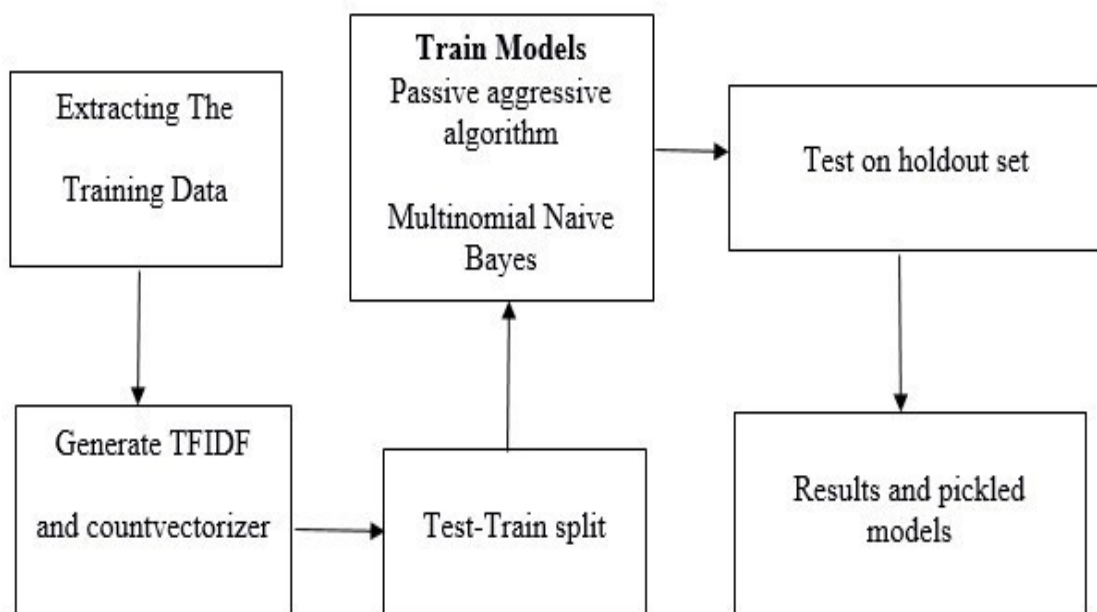 Extracting The
Training Data
Generate TFIDF
and countvectorizer
Test-Train split
Train Models
Passive aggressive
algorithm
Multinomial Naive
Bayes
Test on holdout set
Results and pickled
models